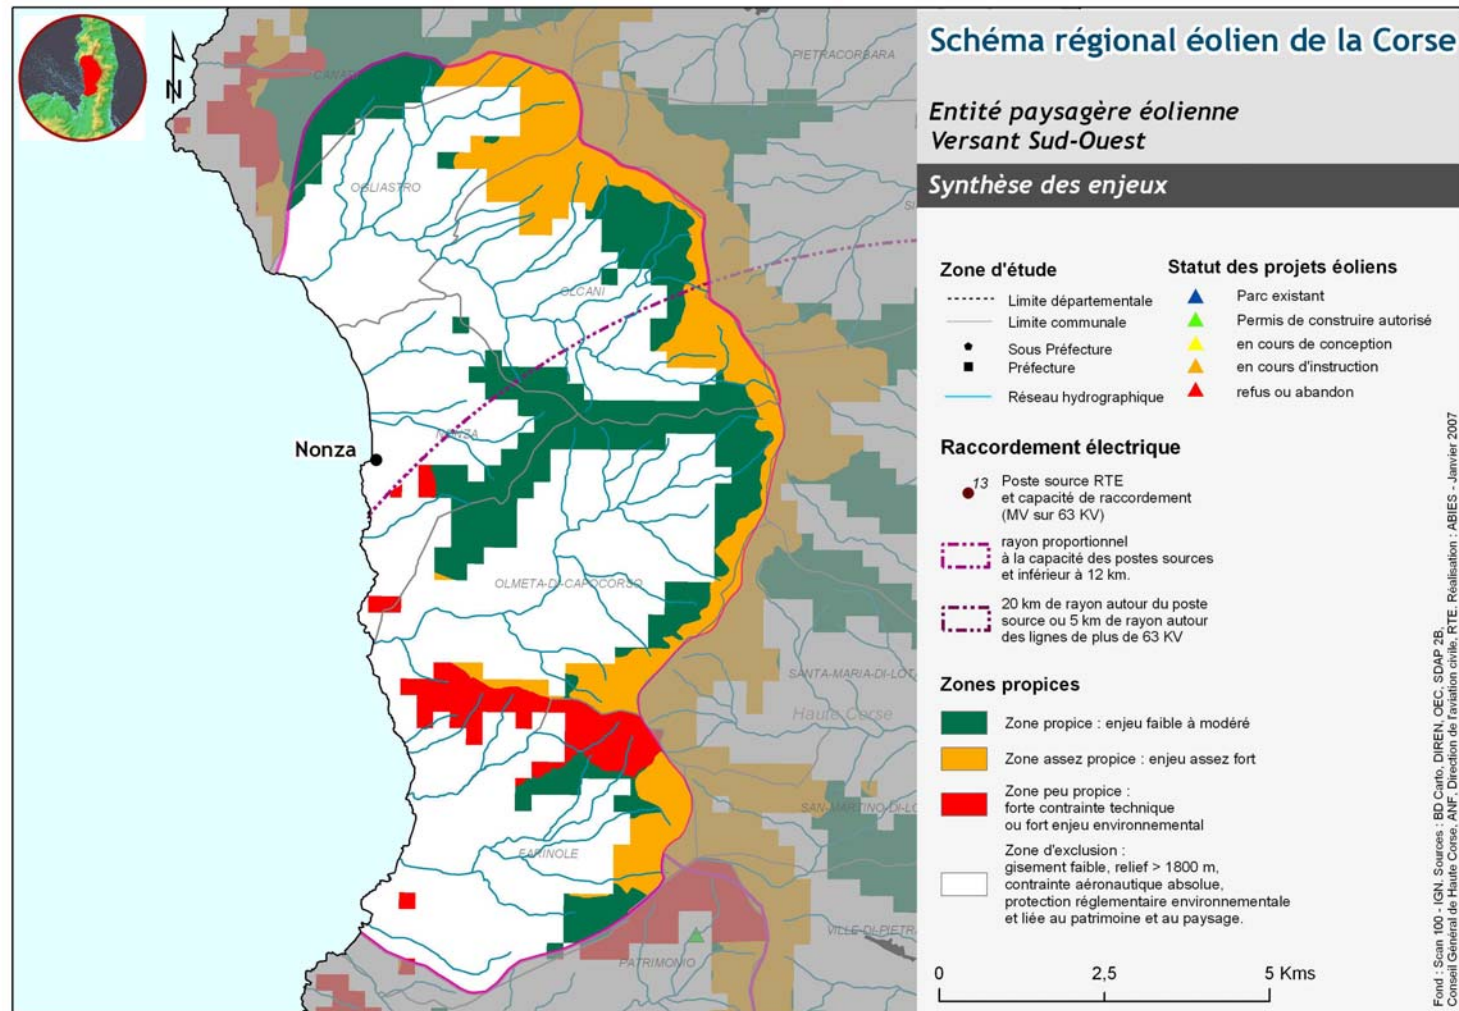 Schéma régional éolien de la Corse
Entité paysagère éolienne
Versant Sud-Ouest
Synthèse des enjeux
Zone d'étude
Limite départementale
Limite communale
Sous Préfecture
Préfecture
Réseau hydrographique
Statut des projets éoliens
Parc existant
Permis de construire autorisé
en cours de conception
en cours d'instruction
refus ou abandon
Raccordement électrique
13
Poste source RTE
et capacité de raccordement
(MV sur 63 KV)
rayon proportionnel
à la capacité des postes sources
et inférieur à 12 km.
20 km de rayon autour du poste
source ou 5 km de rayon autour
des lignes de plus de 63 KV
Zones propices
Zone propice : enjeu faible à modéré
Zone assez propice : enjeu assez fort
Zone peu propice :
forte contrainte technique
ou fort enjeu environnemental
Zone d'exclusion :
gisement faible, relief > 1800 m,
contrainte aéronautique absolue,
protection réglementaire environnementale
et liée au patrimoine et au paysage.
0 2,5 5 Kms
Fond : Scan 100 - IGN. Sources : BD Carto, DIREN, OEC, SDAP 2B,
Conseil Général de Haute Corse, ANF, Direction de l'aviation civile, RTE. Réalisation : ABIES - Janvier 2007
N
PIETRACORBARA
CANARI
OGLIASTRO
OLCANI
NONZA
Nonza
OLMETA-DI-CAPOCORSO
SANTA-MARIA-DI-LOTA
Haute Corse
SAN-MARTINO-DI-LO
FARINOLE
VILLE-DI-PIETRA
PATRIMONIO